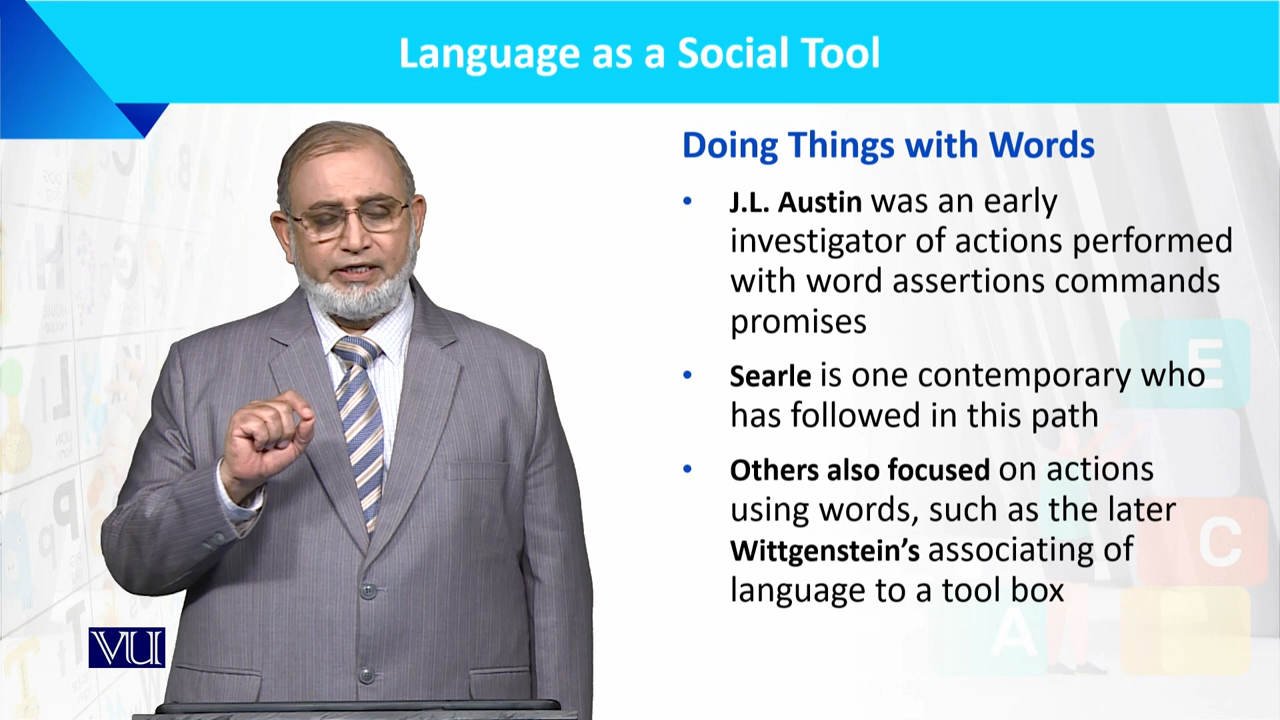 Language as a Social Tool
Doing Things with Words
• J.L. Austin was an early
investigator of actions performed
with word assertions commands
promises
• Searle is one contemporary who
has followed in this path
• Others also focused on actions
using words, such as the later
Wittgenstein's associating of
language to a tool box
VU
E
C
A